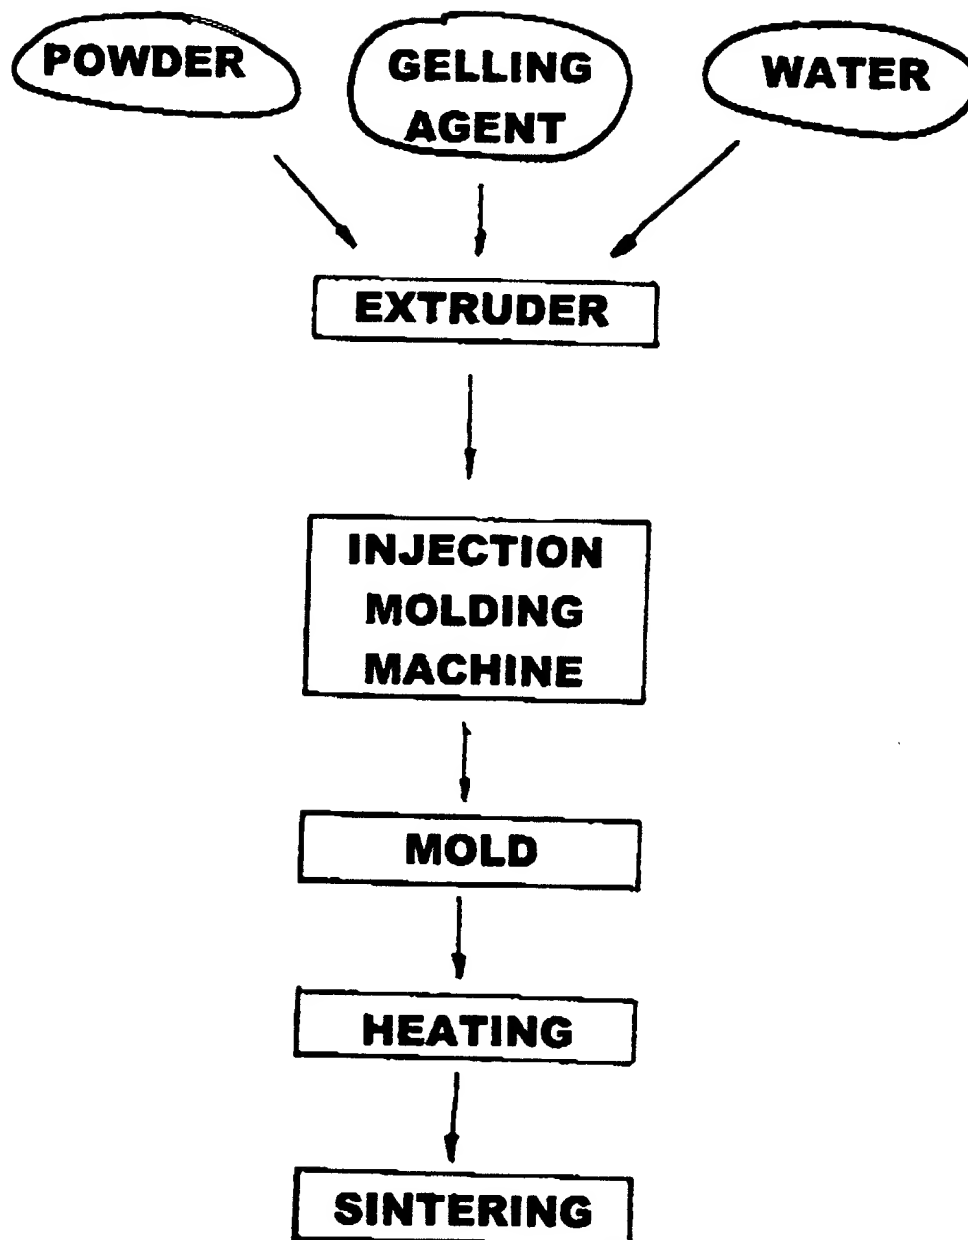 POWDER
GELLING
AGENT
WATER
EXTRUDER
INJECTION
MOLDING
MACHINE
MOLD
HEATING
SINTERING